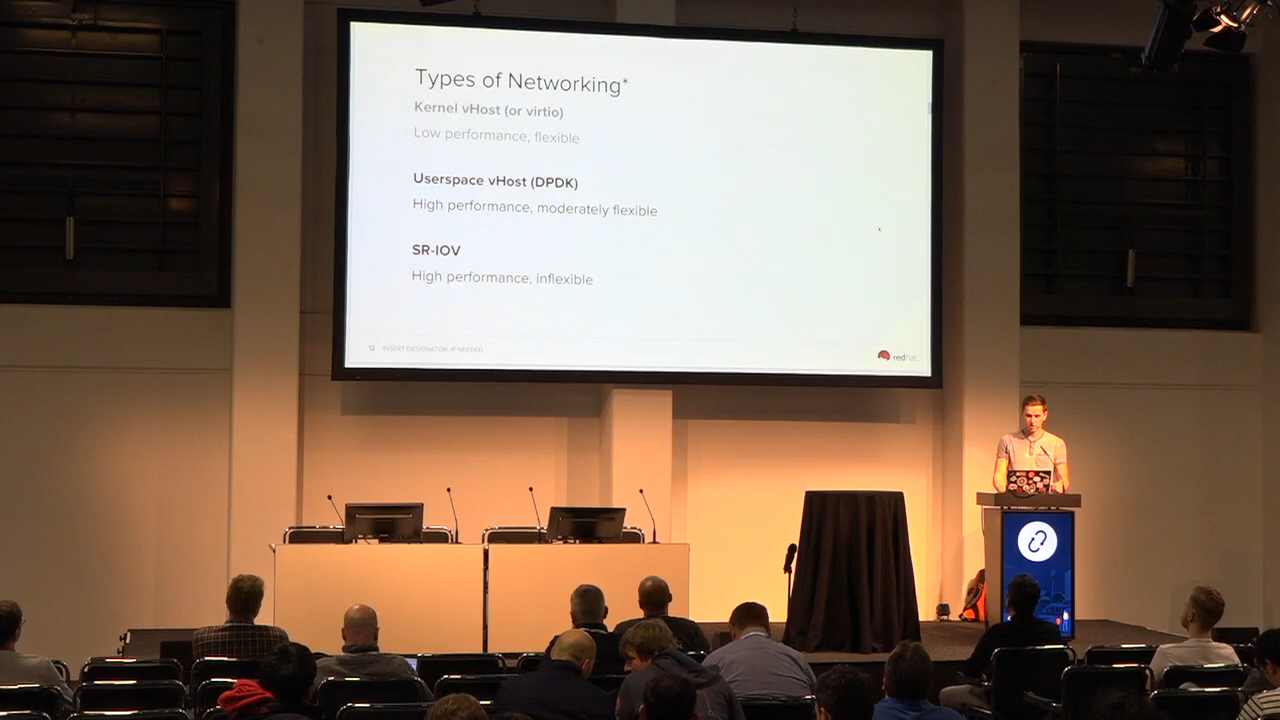 Types of Networking*
Kernel vHost (or virtio)
Low performance, flexible
Userspace vHost (DPDK)
High performance, moderately flexible
SR-IOV
High performance, inflexible
12 INSERT DESIGNATOR, IF NEEDED
redhat